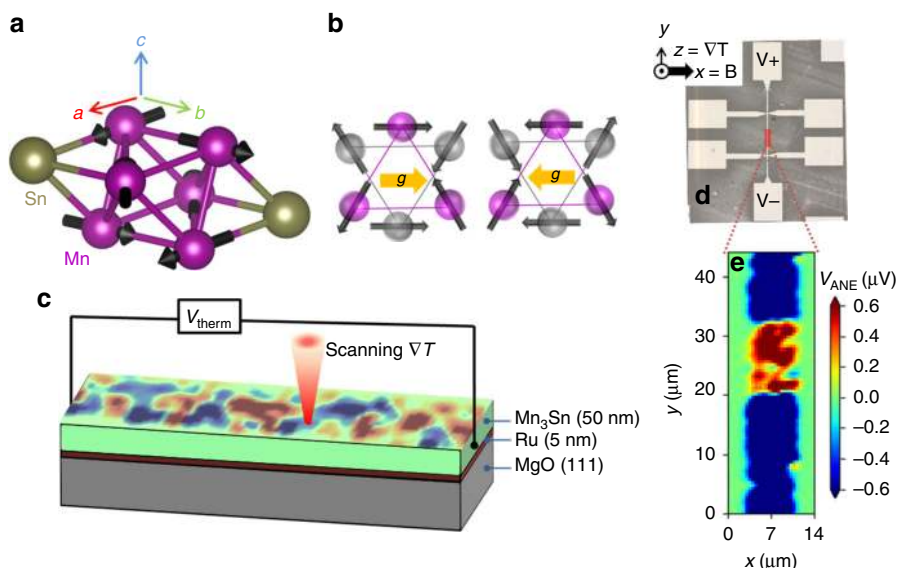 a
c
a
b
Sn
Mn
b
g
g
y
z = ∇T
x = B
V+
V−
d
c
V_therm
Scanning ∇T
Mn₃Sn (50 nm)
Ru (5 nm)
MgO (111)
e
V_ANE (μV)
40
30
20
10
0
y (μm)
0 7 14
x (μm)
0.6
0.4
0.2
0.0
−0.2
−0.4
−0.6